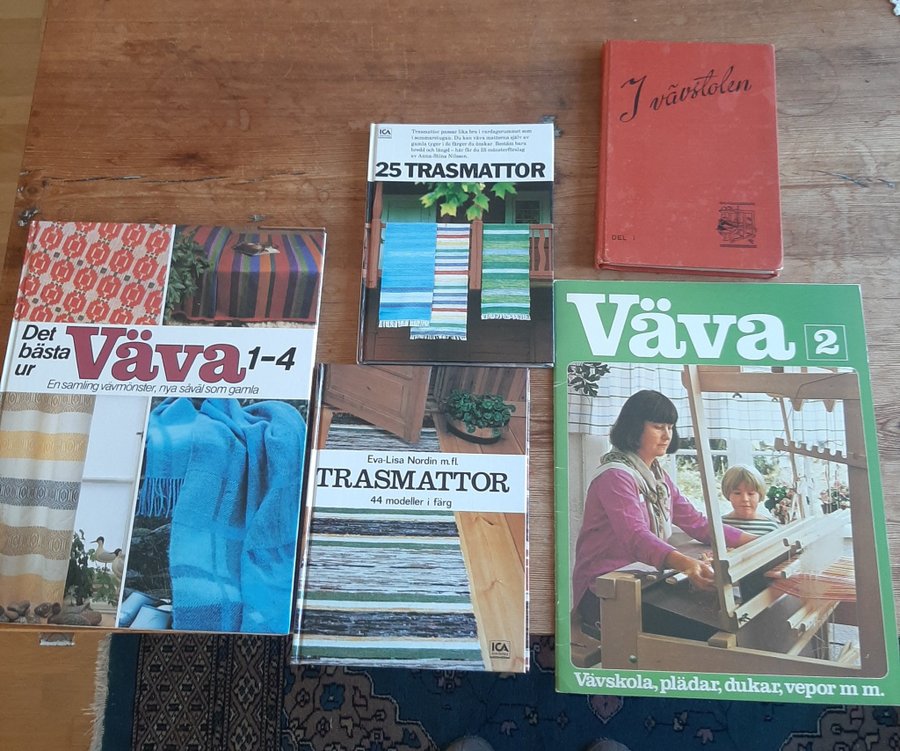 I vävstolen
DEL I
ICA
Trasmattor passar lika bra i vardagsrummet som
i sommarstugan. Du kan väva mattorna själv av
gamla tyger i de färger du önskar. Bestäm bara
bredd och längd – här får du 25 mönsterförslag
av Anna-Stina Nilsson.
25 TRASMATTOR
Det
bästa
ur
Väva 1-4
En samling vävmönster, nya såväl som gamla
Eva-Lisa Nordin m.fl.
TRASMATTOR
44 modeller i färg
ICA
Väva 2
Vävskola, plädar, dukar, vepor m m.